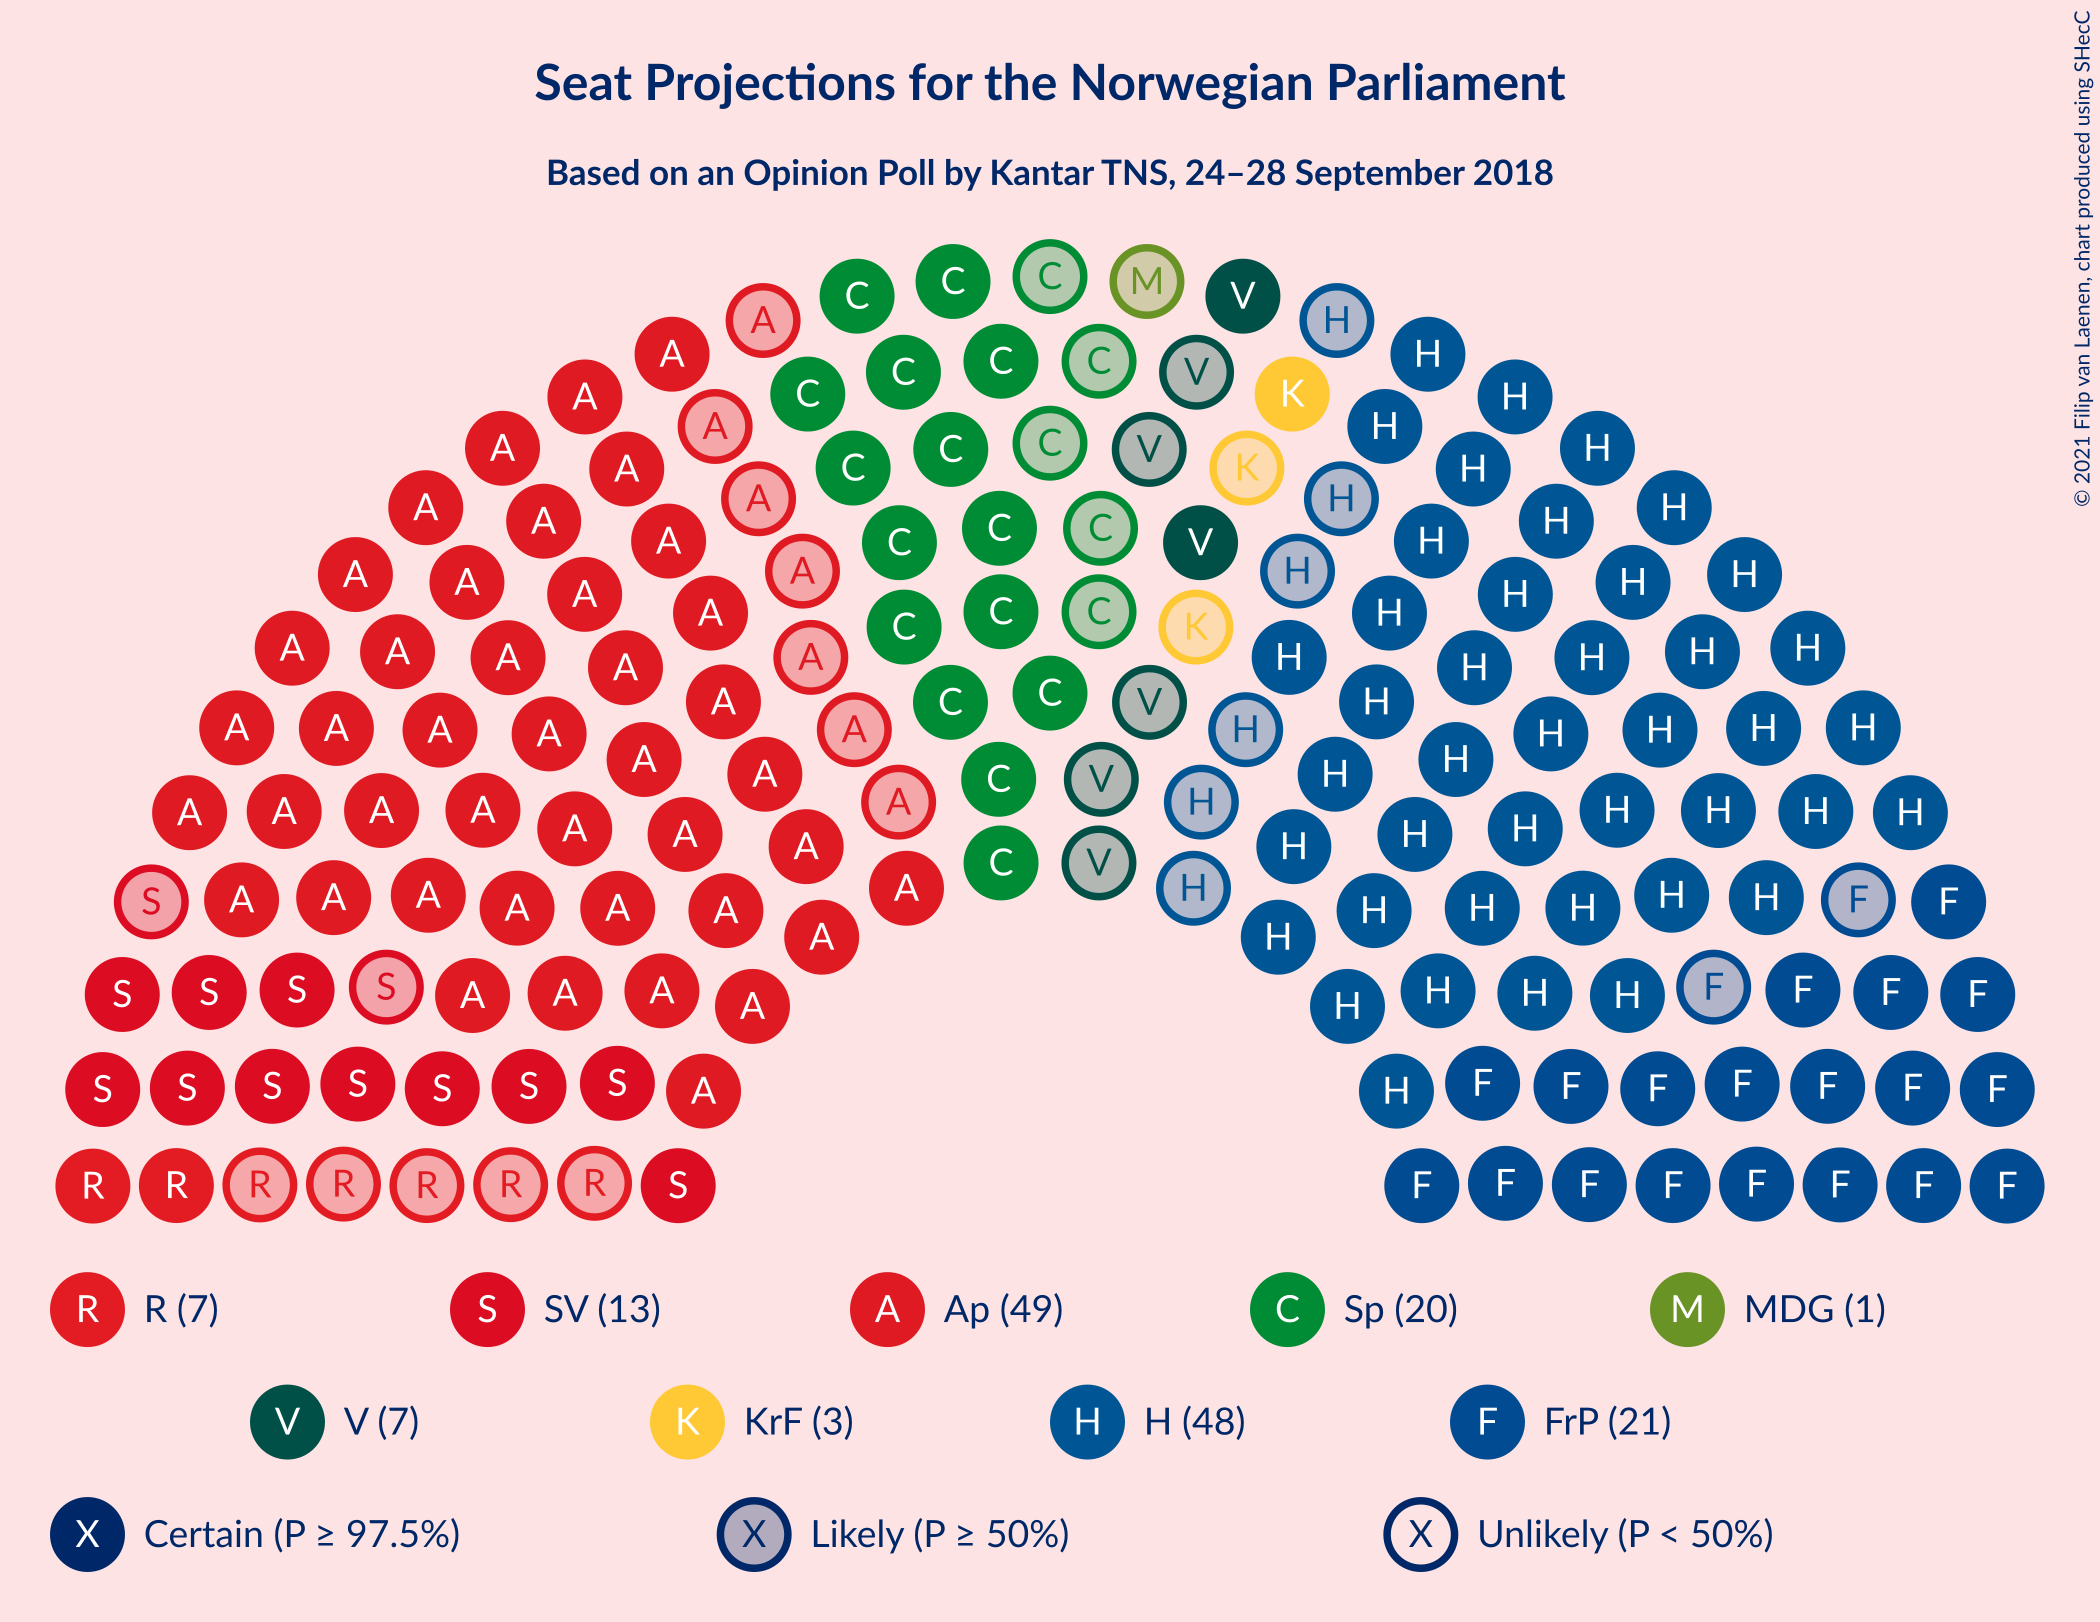 Seat Projections for the Norwegian Parliament
Based on an Opinion Poll by Kantar TNS, 24–28 September 2018
© 2021 Filip van Laenen, chart produced using SHecC
C C C M V
A H
A C C C C V K H
A A H H
A A C C C V K H H H
A A A H H H
A A A C C C V H H H H
A A A A H H H
A A A A C C C K H H H H
A A A A C C V H H H H H
A A A A A A H H H H H H
A A A A A A A C V H H H H H H H
A A A A A A A C V H H H H H H H
S A A A A A A A H H H H H H F F
S S S S A A A A H H H H F F F F
S S S S S S S A H F F F F F F F
R R R R R R R S F F F F F F F F
R R (7) S SV (13) A Ap (49) C Sp (20) M MDG (1)
V V (7) K KrF (3) H H (48) F FrP (21)
X Certain (P ≥ 97.5%) X Likely (P ≥ 50%) X Unlikely (P < 50%)